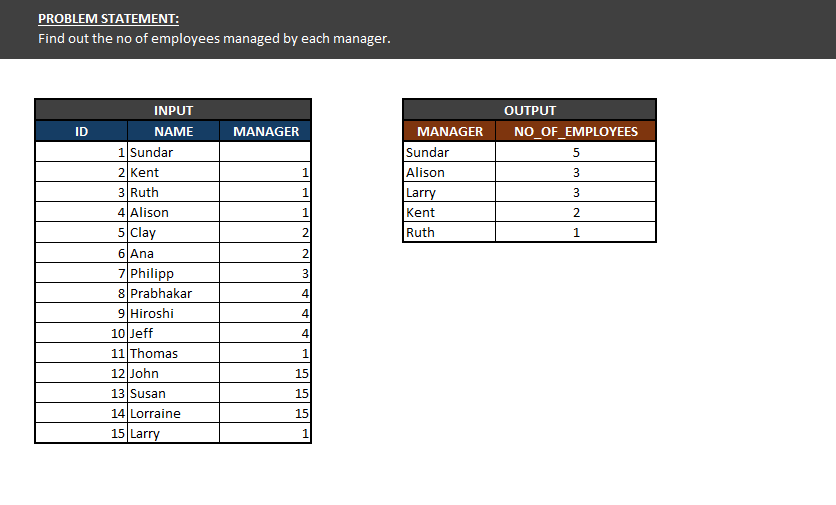 PROBLEM STATEMENT:
Find out the no of employees managed by each manager.
INPUT
ID NAME MANAGER
1 Sundar
2 Kent 1
3 Ruth 1
4 Alison 1
5 Clay 2
6 Ana 2
7 Philipp 3
8 Prabhakar 4
9 Hiroshi 4
10 Jeff 4
11 Thomas 1
12 John 15
13 Susan 15
14 Lorraine 15
15 Larry 1
OUTPUT
MANAGER NO_OF_EMPLOYEES
Sundar 5
Alison 3
Larry 3
Kent 2
Ruth 1